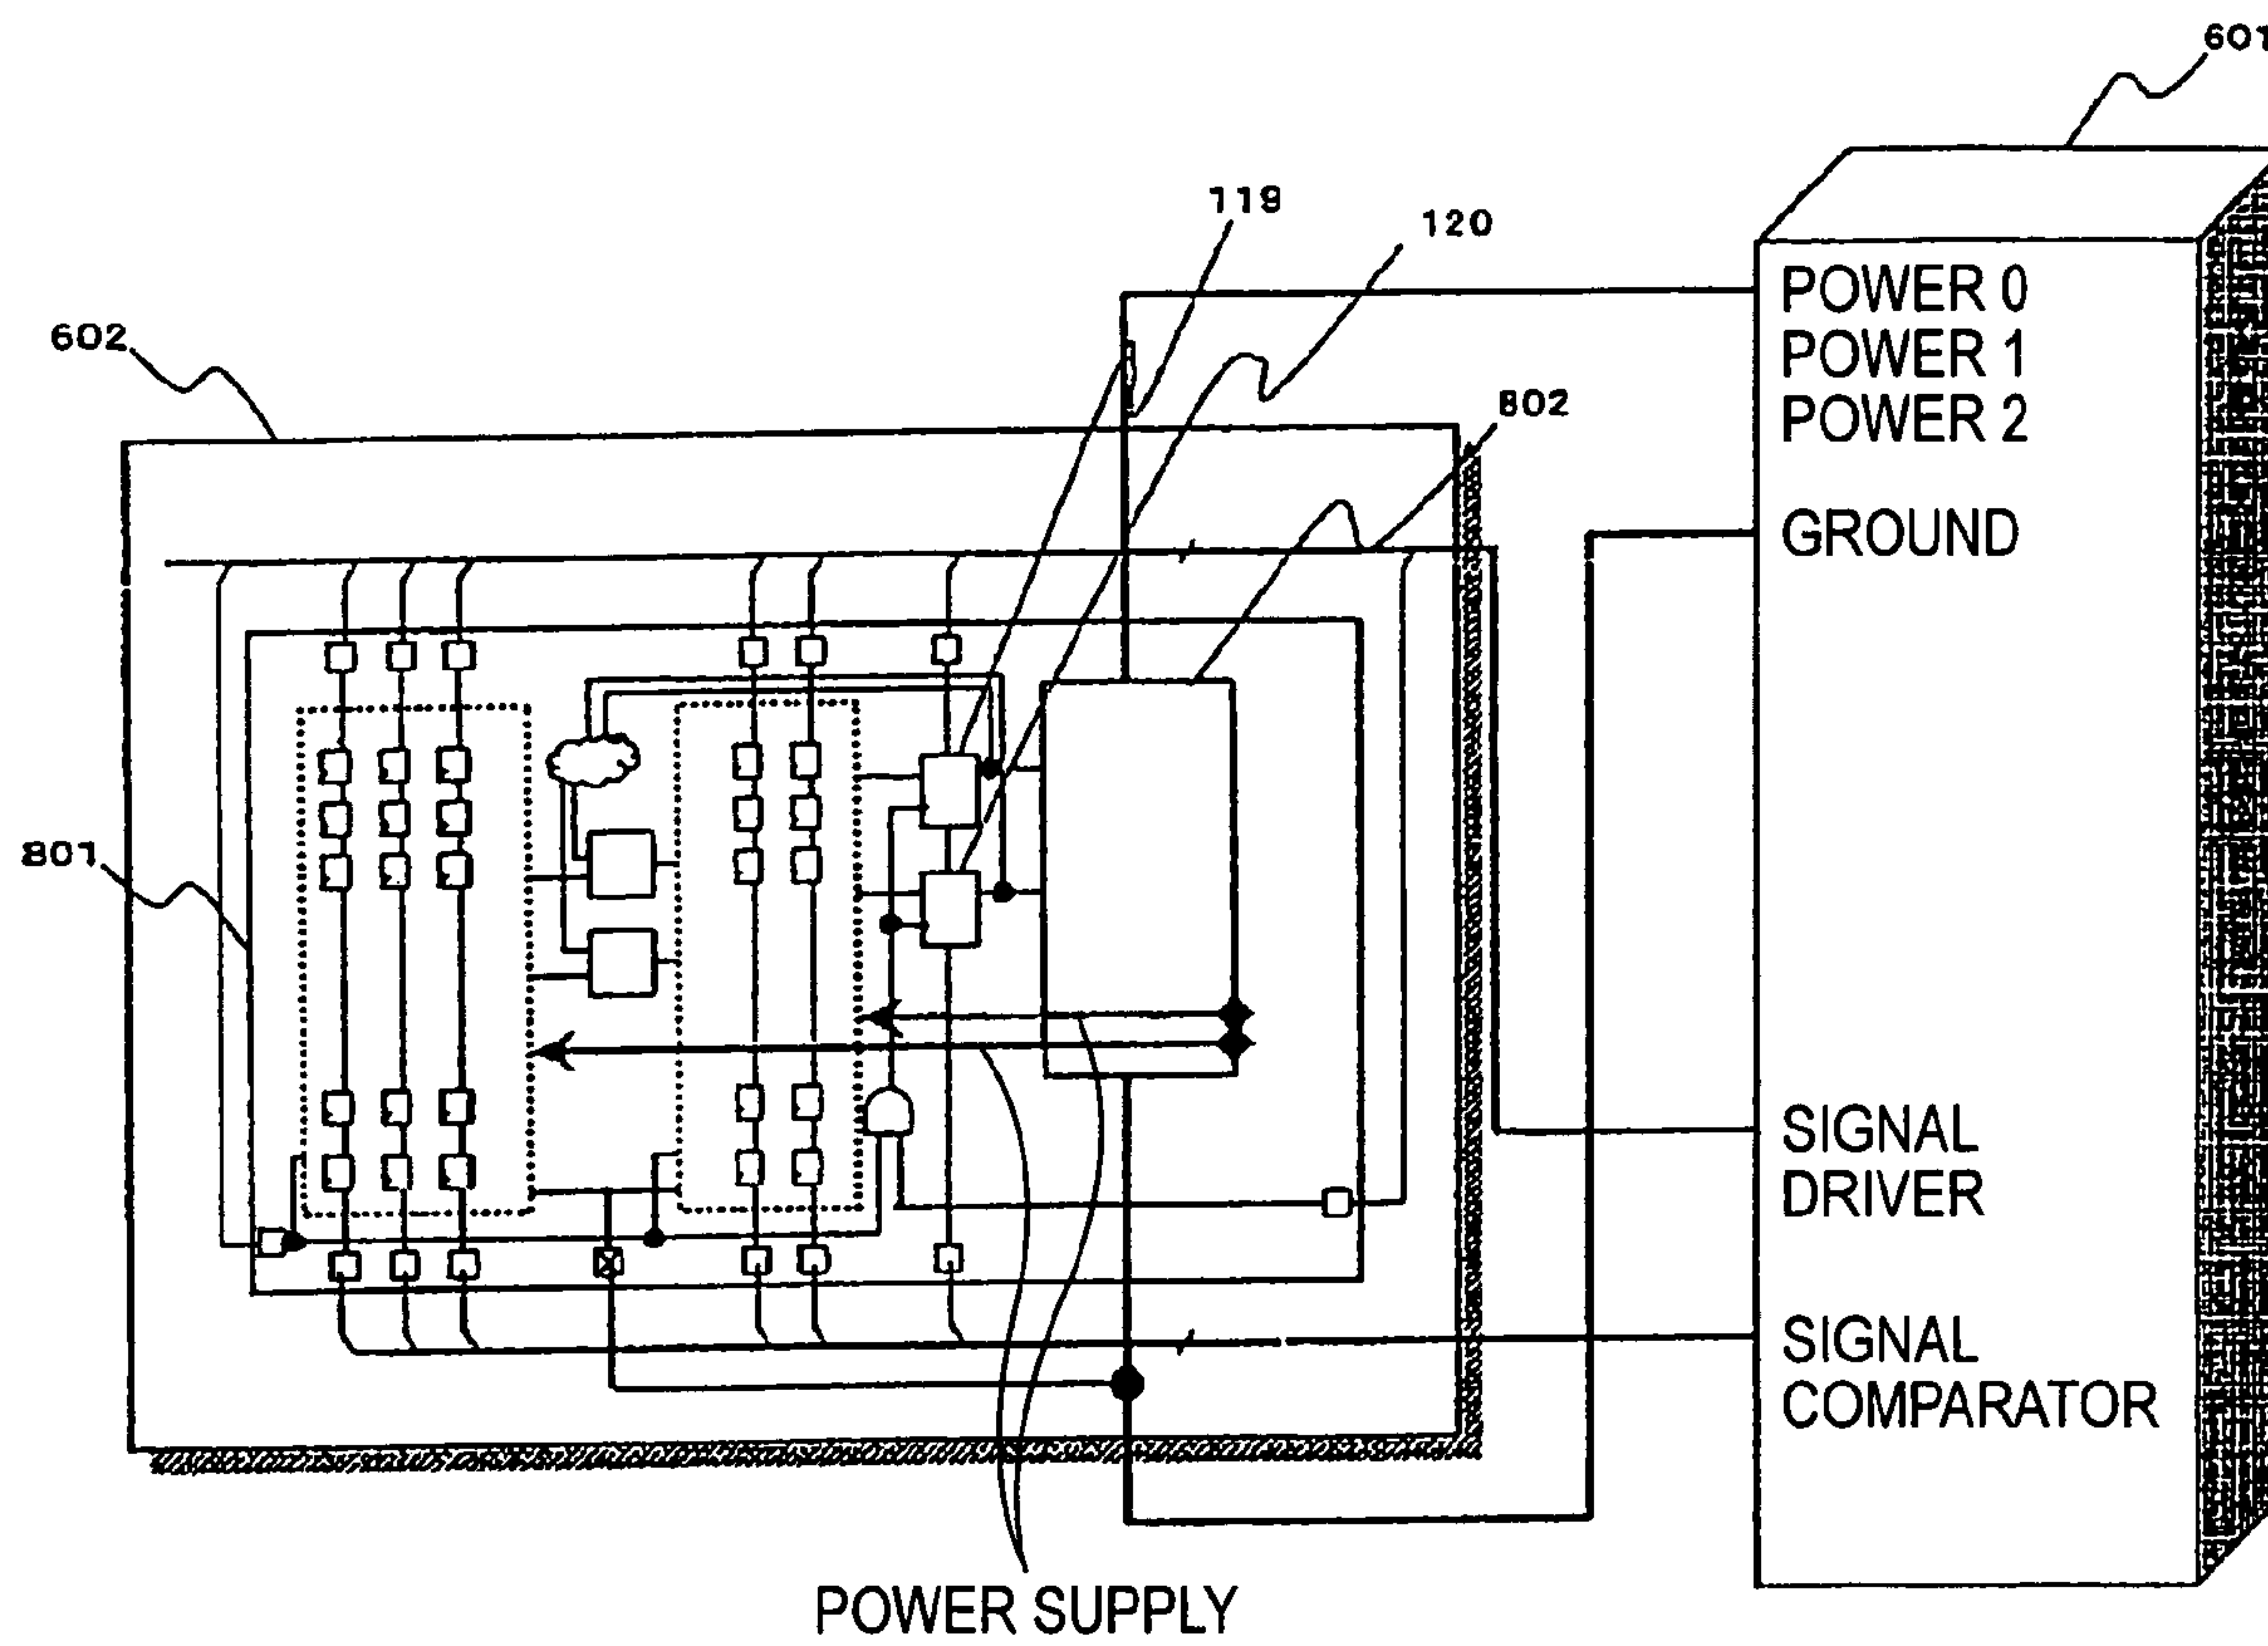 601
119
120
602
802
POWER 0
POWER 1
POWER 2
GROUND
801
SIGNAL
DRIVER
SIGNAL
COMPARATOR
POWER SUPPLY